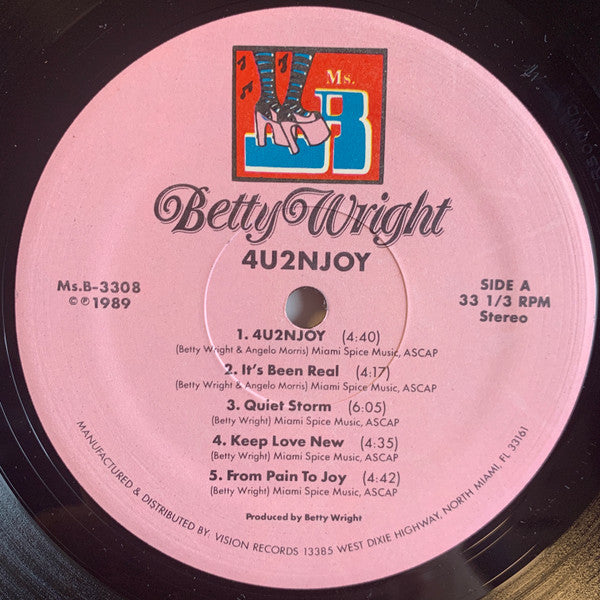 Ms.
B
Betty Wright
4U2NJOY
Ms.B-3308
©℗1989
SIDE A
33 1/3 RPM
Stereo
1. 4U2NJOY (4:40)
(Betty Wright & Angelo Morris) Miami Spice Music, ASCAP
2. It's Been Real (4:17)
(Betty Wright & Angelo Morris) Miami Spice Music, ASCAP
3. Quiet Storm (6:05)
(Betty Wright) Miami Spice Music, ASCAP
4. Keep Love New (4:35)
(Betty Wright) Miami Spice Music, ASCAP
5. From Pain To Joy (4:42)
(Betty Wright) Miami Spice Music, ASCAP
Produced by Betty Wright
MANUFACTURED & DISTRIBUTED BY: VISION RECORDS 13385 WEST DIXIE HIGHWAY, NORTH MIAMI, FL 33161